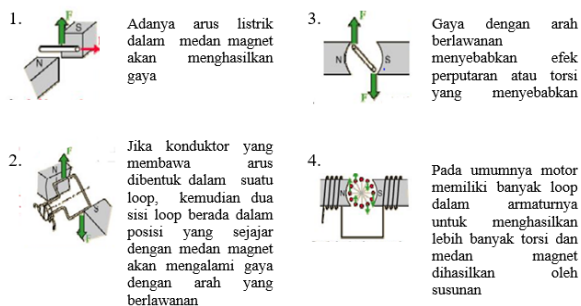 1.
F
S
N
Adanya arus listrik
dalam medan magnet
akan menghasilkan
gaya
2.
F
N
S
F
Jika konduktor yang
membawa arus
dibentuk dalam suatu
loop, kemudian dua
sisi loop berada dalam
posisi yang sejajar
dengan medan magnet
akan mengalami gaya
dengan arah yang
berlawanan
3.
F
N
S
F
Gaya dengan arah
berlawanan
menyebabkan efek
perputaran atau torsi
yang menyebabkan
4.
N
S
Pada umumnya motor
memiliki banyak loop
dalam armaturnya
untuk menghasilkan
lebih banyak torsi dan
medan magnet
dihasilkan oleh
susunan